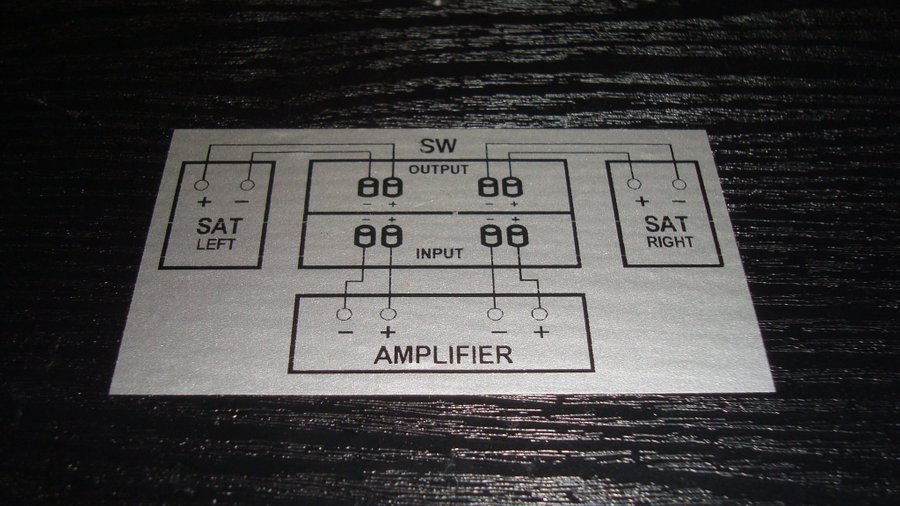 SW
OUTPUT
− + − +
+ −
SAT
LEFT
− + − +
INPUT
+ −
SAT
RIGHT
− + − +
AMPLIFIER